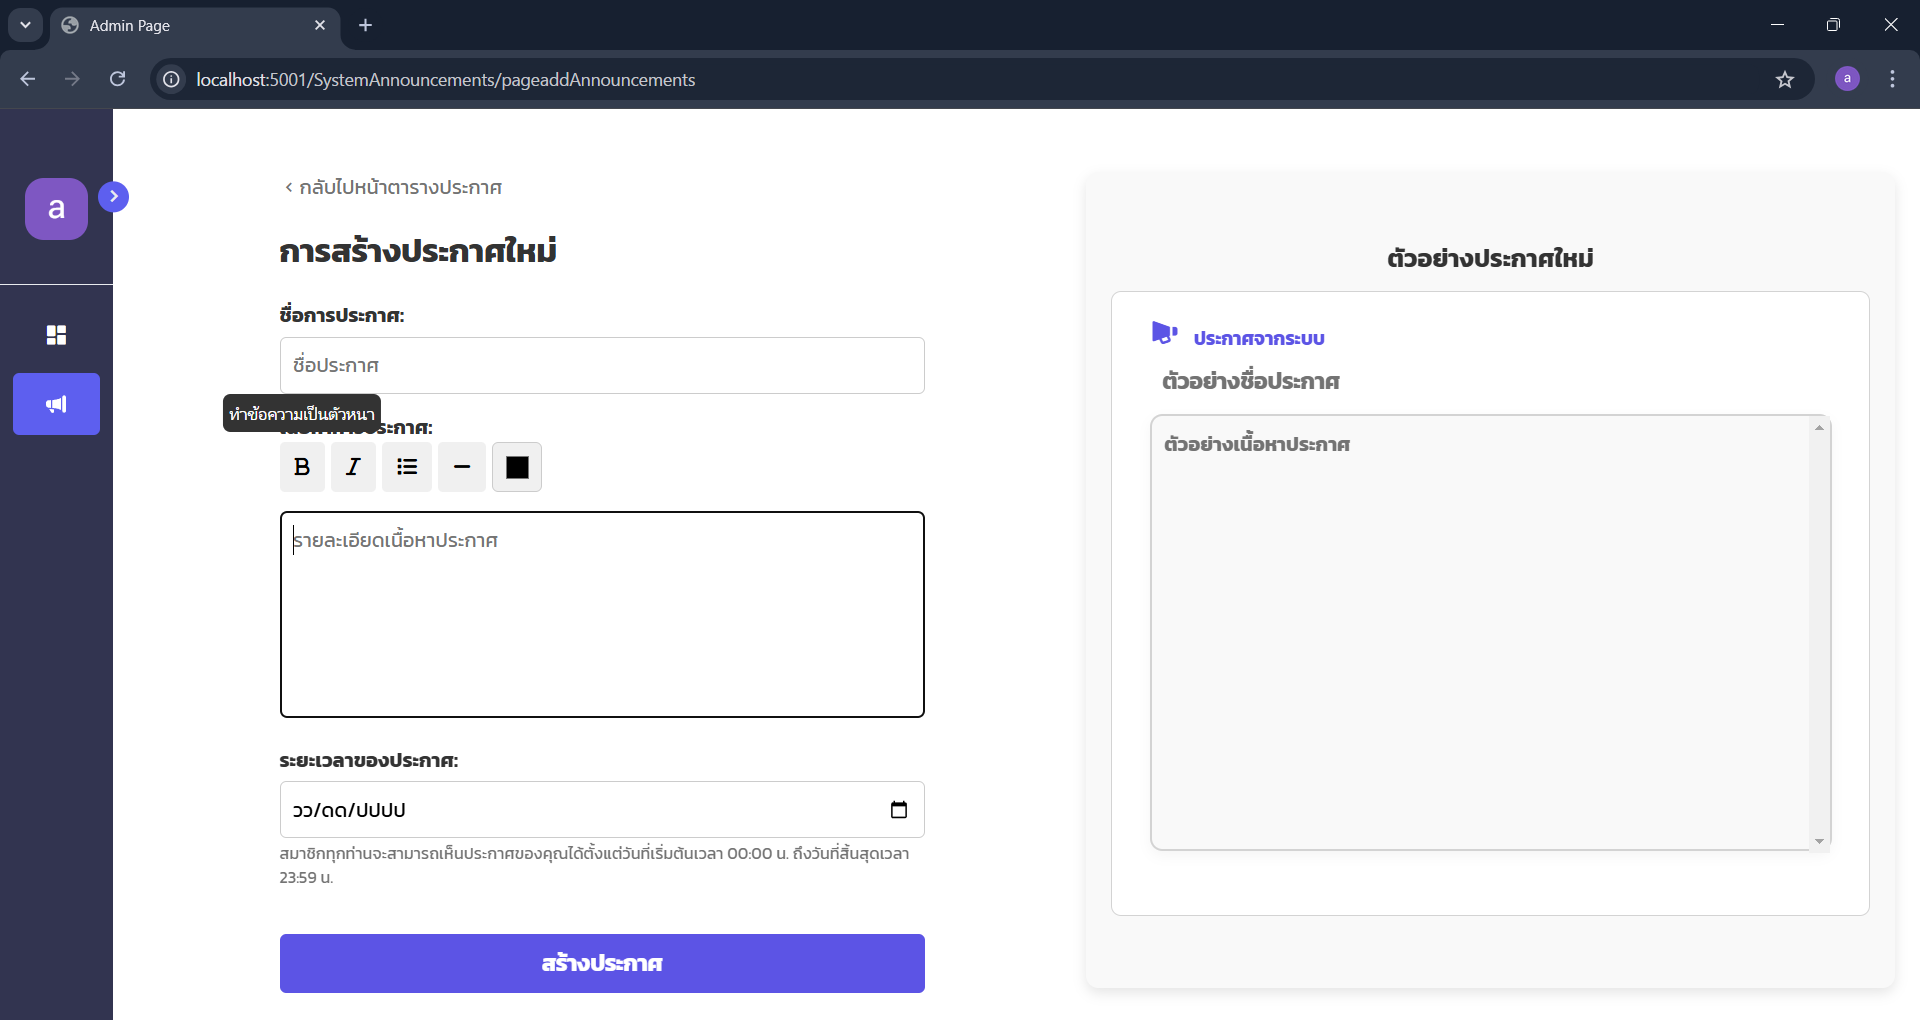 Admin Page
localhost:5001/SystemAnnouncements/pageaddAnnouncements
a
a
กลับไปหน้าตารางประกาศ
การสร้างประกาศใหม่
ชื่อการประกาศ:
ชื่อประกาศ
ทำข้อความเป็นตัวหนา
ประกาศ:
B I
รายละเอียดเนื้อหาประกาศ
ระยะเวลาของประกาศ:
วว/ดด/ปปปป
สมาชิกทุกท่านจะสามารถเห็นประกาศของคุณได้ตั้งแต่วันที่เริ่มต้นเวลา 00:00 น. ถึงวันที่สิ้นสุดเวลา
23:59 น.
สร้างประกาศ
ตัวอย่างประกาศใหม่
ประกาศจากระบบ
ตัวอย่างชื่อประกาศ
ตัวอย่างเนื้อหาประกาศ